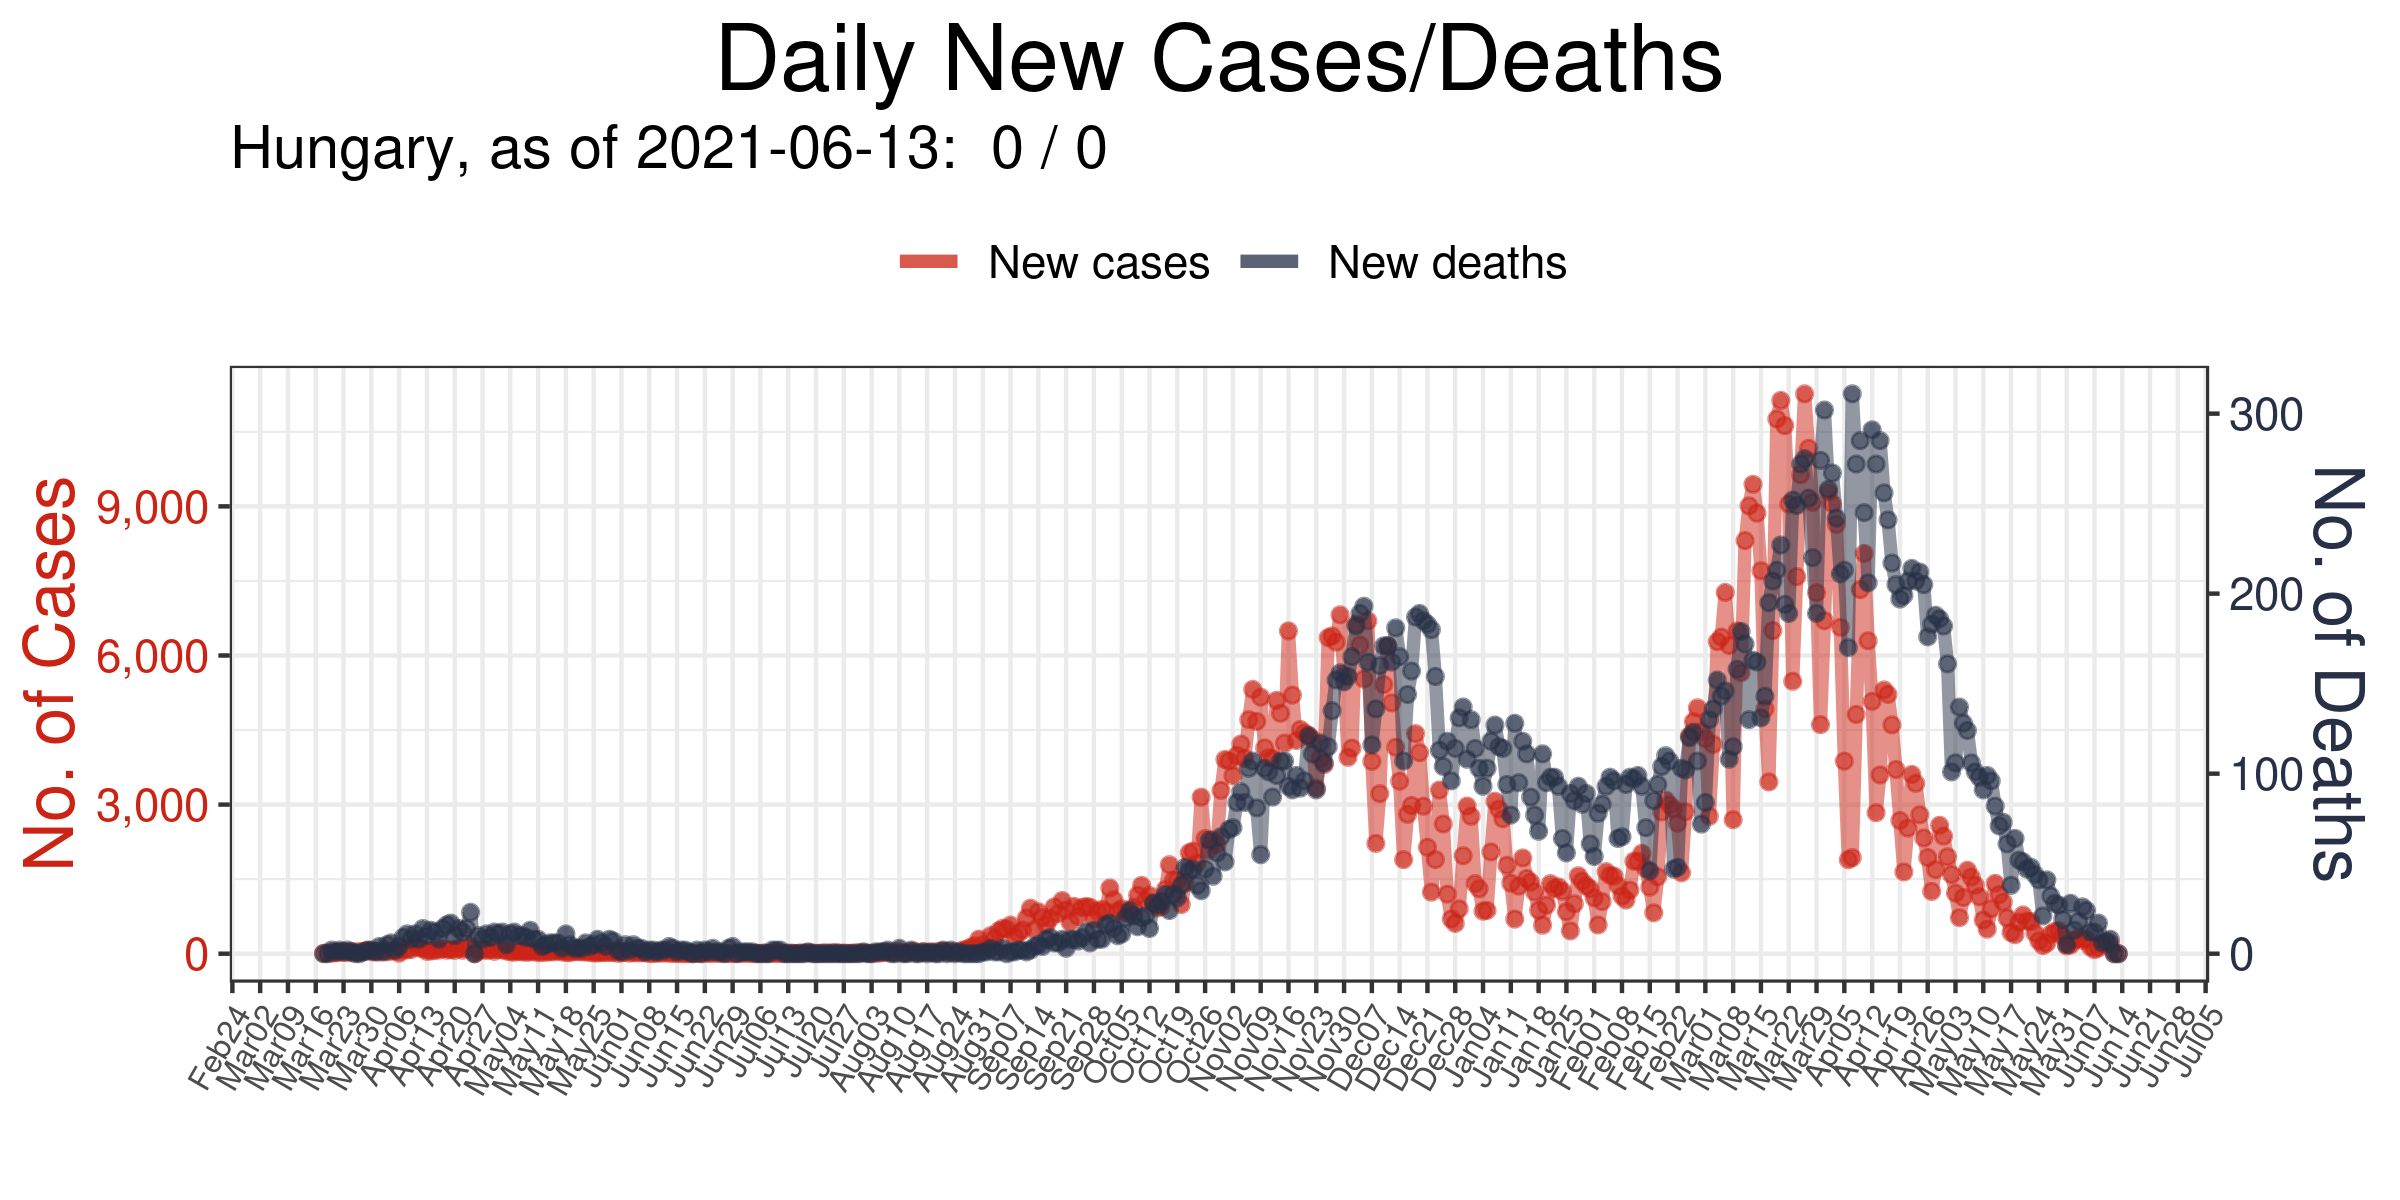 Daily New Cases/Deaths
Hungary, as of 2021-06-13:  0 / 0
New cases
New deaths
No. of Cases
9,000
6,000
3,000
0
300
200
100
0
No. of Deaths
Feb24
Mar02
Mar09
Mar16
Mar23
Mar30
Apr06
Apr13
Apr20
Apr27
May04
May11
May18
May25
Jun01
Jun08
Jun15
Jun22
Jun29
Jul06
Jul13
Jul20
Jul27
Aug03
Aug10
Aug17
Aug24
Aug31
Sep07
Sep14
Sep21
Sep28
Oct05
Oct12
Oct19
Oct26
Nov02
Nov09
Nov16
Nov23
Nov30
Dec07
Dec14
Dec21
Dec28
Jan04
Jan11
Jan18
Jan25
Feb01
Feb08
Feb15
Feb22
Mar01
Mar08
Mar15
Mar22
Mar29
Apr05
Apr12
Apr19
Apr26
May03
May10
May17
May24
May31
Jun07
Jun14
Jun21
Jun28
Jul05